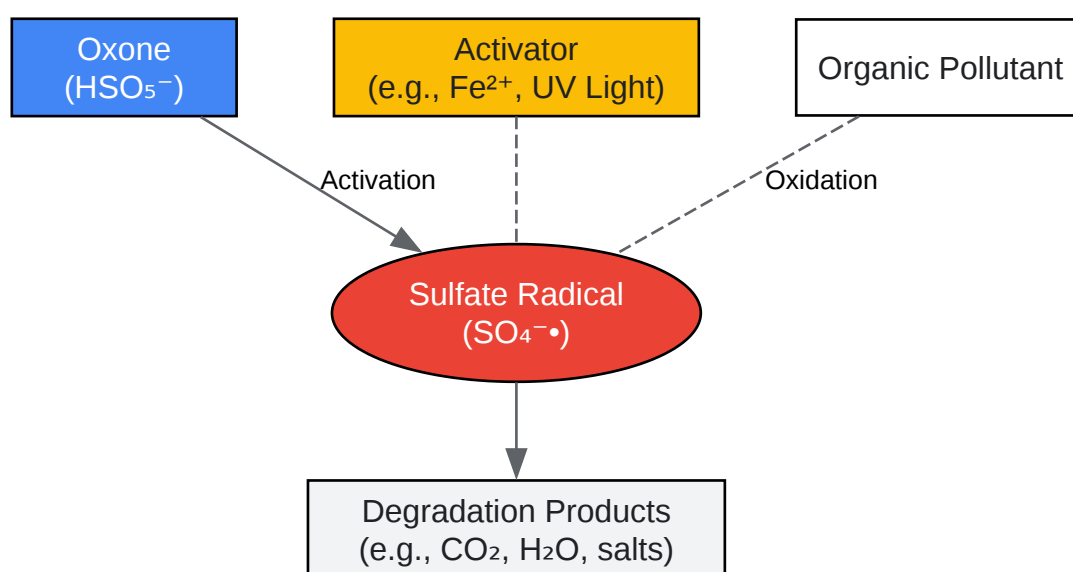 Oxone
(HSO₅⁻)
Activator
(e.g., Fe²⁺, UV Light)
Organic Pollutant
Activation
Oxidation
Sulfate Radical
(SO₄⁻•)
Degradation Products
(e.g., CO₂, H₂O, salts)